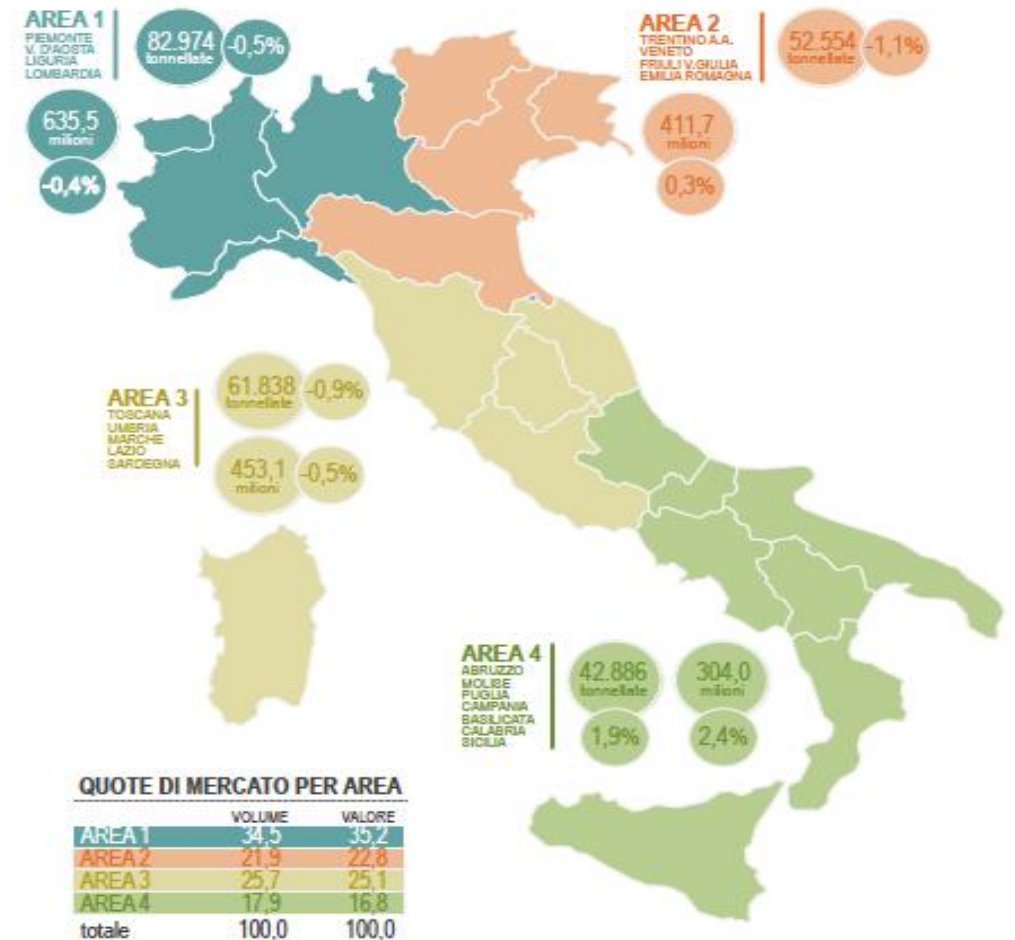 AREA 1
PIEMONTE
V. D'AOSTA
LIGURIA
LOMBARDIA
82.974
tonnellate
-0,5%
635,5
milioni
-0,4%
AREA 2
TRENTINO A.A.
VENETO
FRIULI V.GIULIA
EMILIA ROMAGNA
52.554
tonnellate
-1,1%
411,7
milioni
0,3%
AREA 3
TOSCANA
UMBRIA
MARCHE
LAZIO
SARDEGNA
61.838
tonnellate
-0,9%
453,1
milioni
-0,5%
AREA 4
ABRUZZO
MOLISE
PUGLIA
CAMPANIA
BASILICATA
CALABRIA
SICILIA
42.886
tonnellate
1,9%
304,0
milioni
2,4%
QUOTE DI MERCATO PER AREA
VOLUME VALORE
AREA 1 34,5 35,2
AREA 2 21,9 22,8
AREA 3 25,7 25,1
AREA 4 17,9 16,8
totale 100,0 100,0